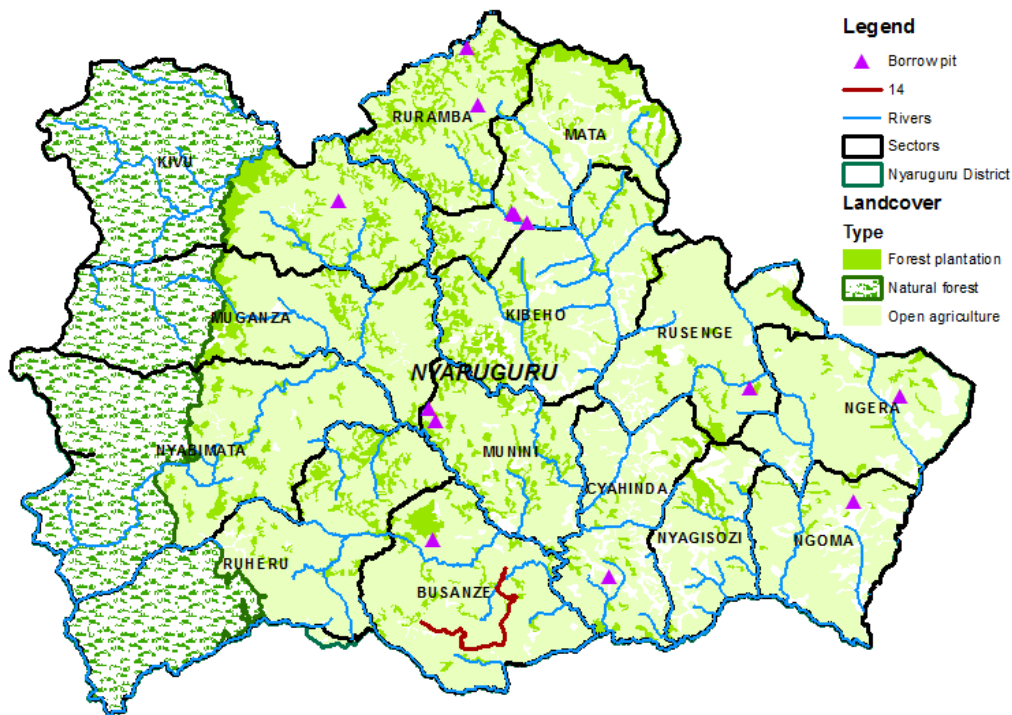 Legend
Borrow pit
14
Rivers
Sectors
Nyaruguru District
Landcover
Type
Forest plantation
Natural forest
Open agriculture
RURAMBA
MATA
KIVU
MUGANZA
KIBEHO
RUSENGE
NYARUGURU
NGERA
NYABIMATA
MUNINI
CYAHINDA
NYAGISOZI
NGOMA
RUHERU
BUSANZE